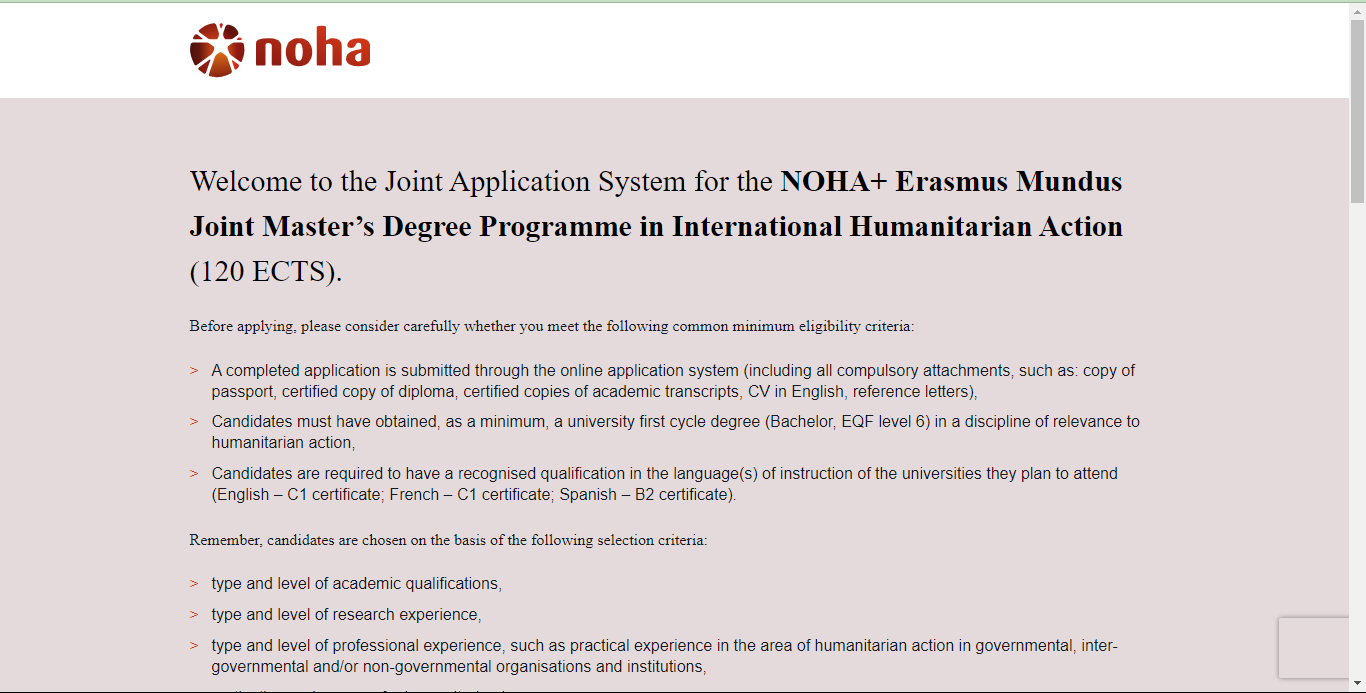 noha
Welcome to the Joint Application System for the NOHA+ Erasmus Mundus
Joint Master’s Degree Programme in International Humanitarian Action
(120 ECTS).
Before applying, please consider carefully whether you meet the following common minimum eligibility criteria:
> A completed application is submitted through the online application system (including all compulsory attachments, such as: copy of
passport, certified copy of diploma, certified copies of academic transcripts, CV in English, reference letters),
> Candidates must have obtained, as a minimum, a university first cycle degree (Bachelor, EQF level 6) in a discipline of relevance to
humanitarian action,
> Candidates are required to have a recognised qualification in the language(s) of instruction of the universities they plan to attend
(English – C1 certificate; French – C1 certificate; Spanish – B2 certificate).
Remember, candidates are chosen on the basis of the following selection criteria:
> type and level of academic qualifications,
> type and level of research experience,
> type and level of professional experience, such as practical experience in the area of humanitarian action in governmental, inter-
governmental and/or non-governmental organisations and institutions,